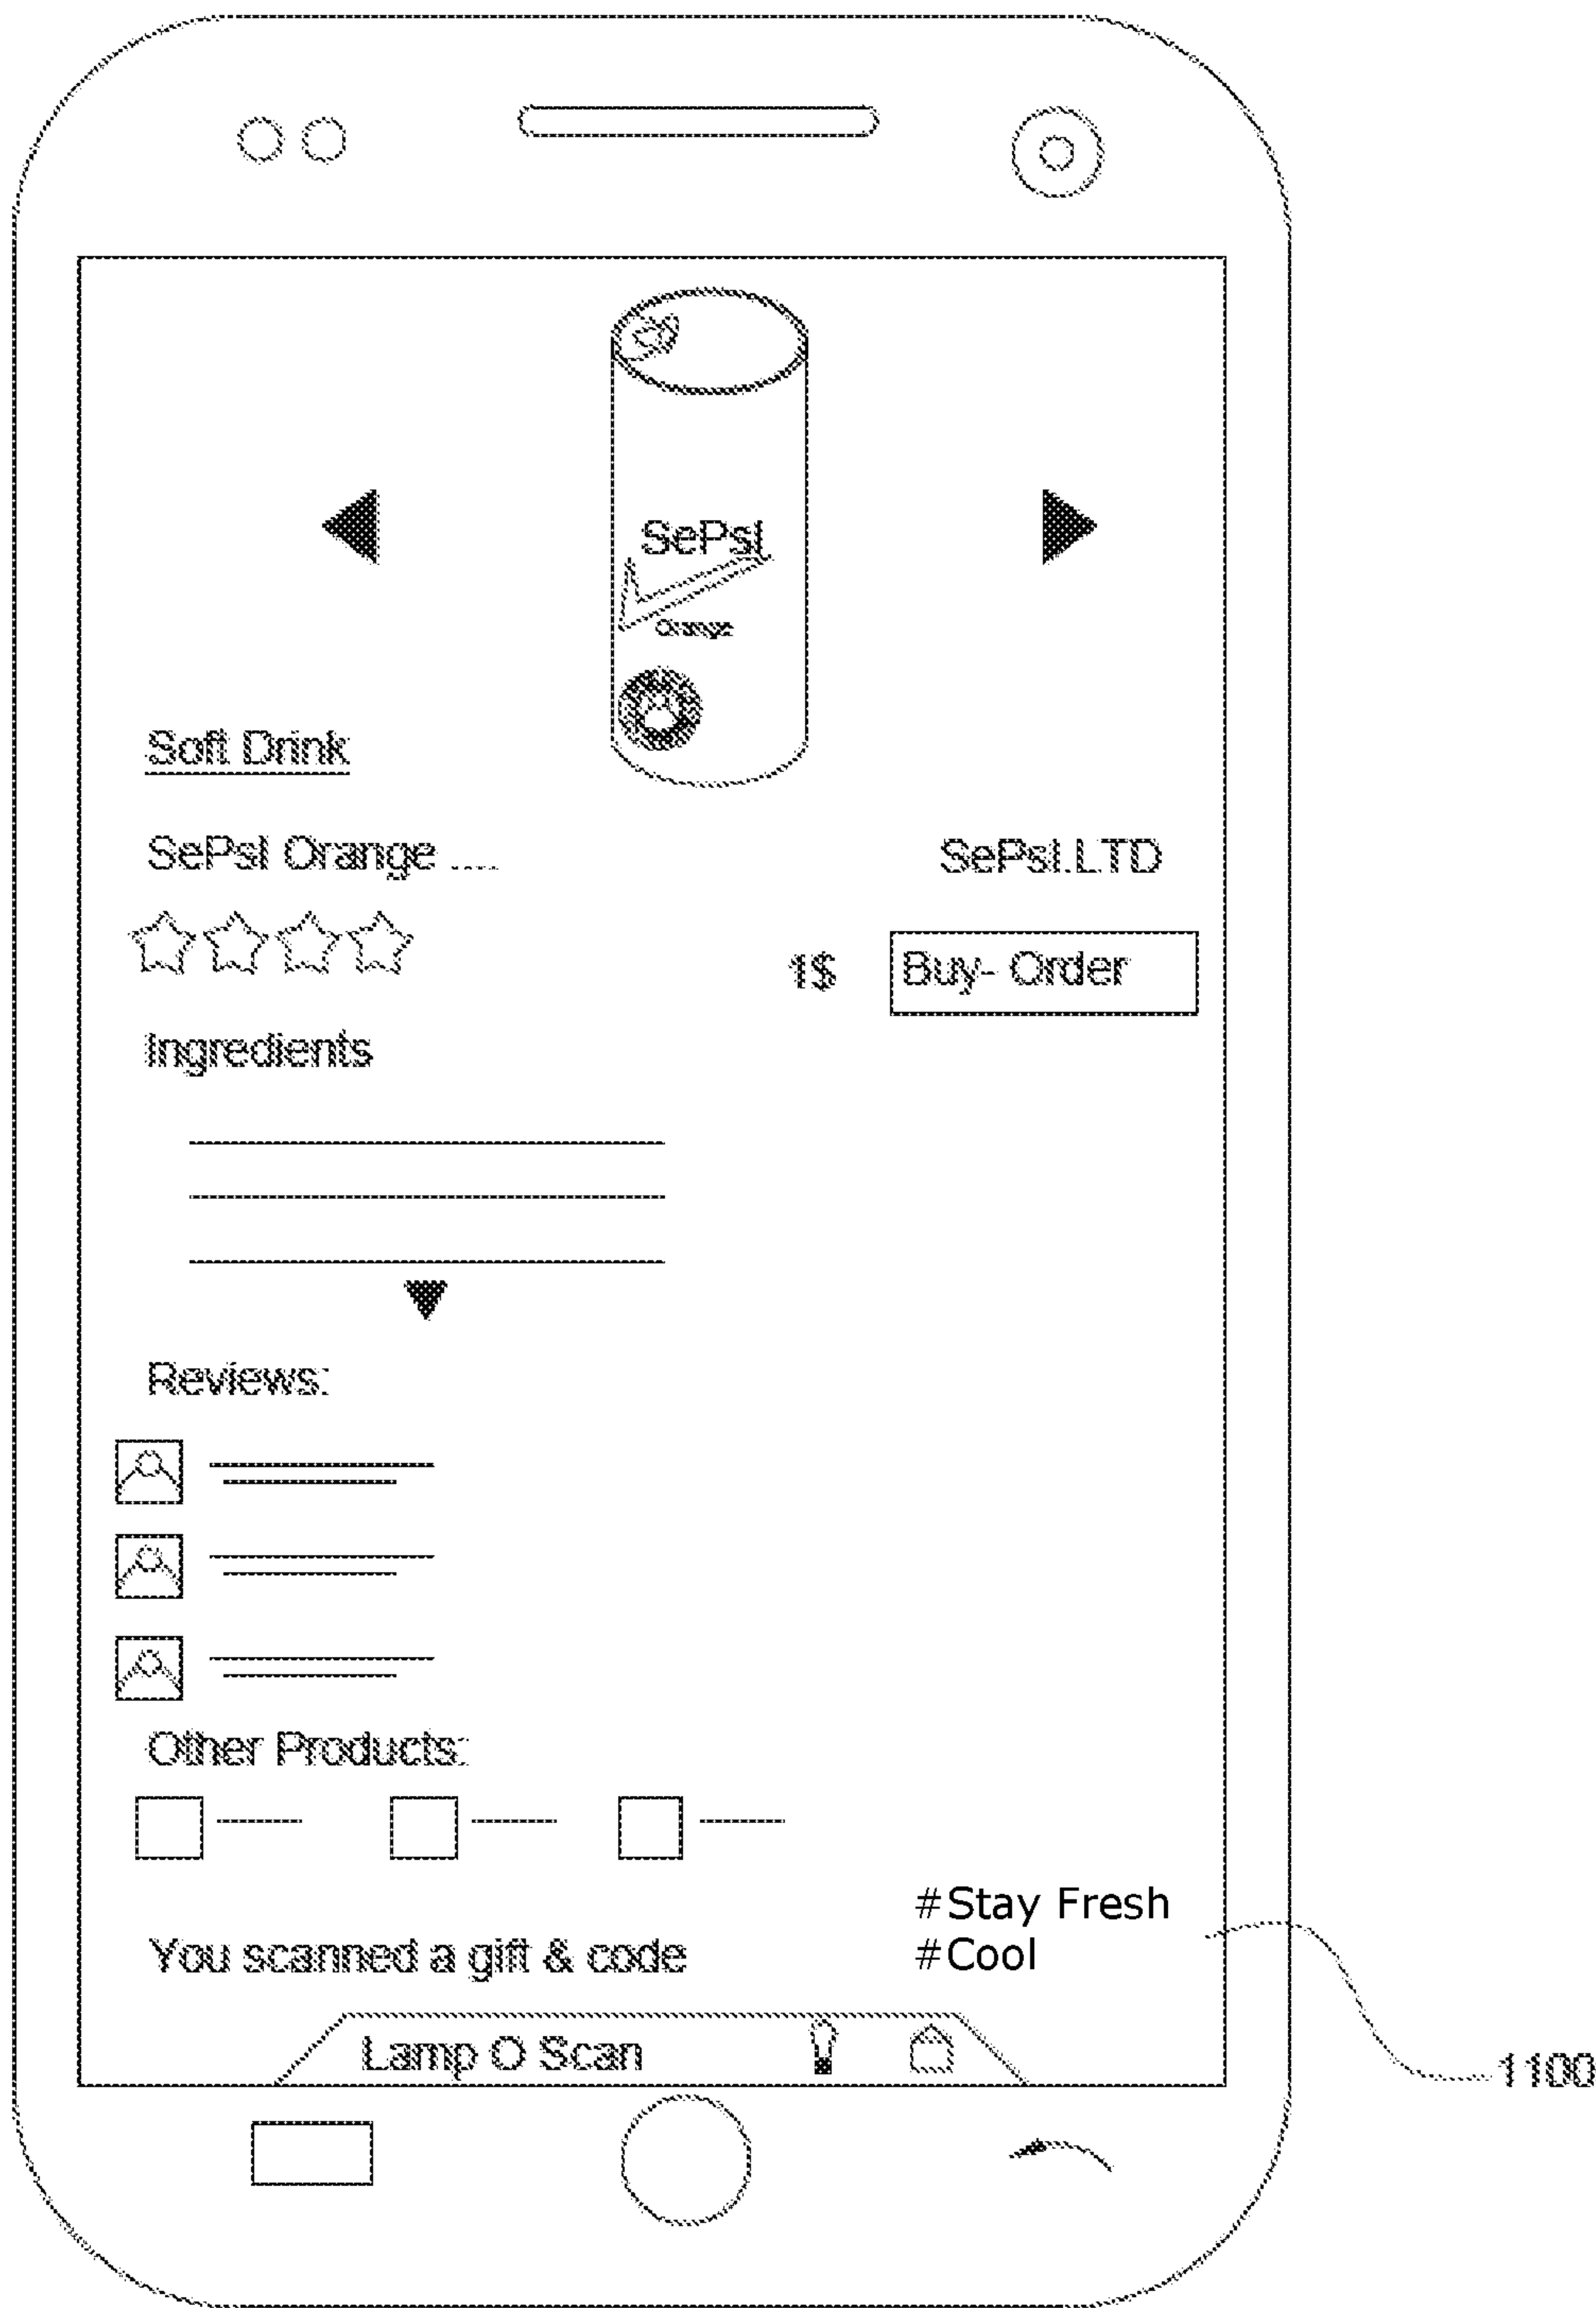 SePsI
Orange
Soft Drink
SePsI Orange ....
SePsI.LTD
1$
Buy- Order
Ingredients
Reviews:
Other Products:
#Stay Fresh
#Cool
You scanned a gift & code
Lamp O Scan
1100